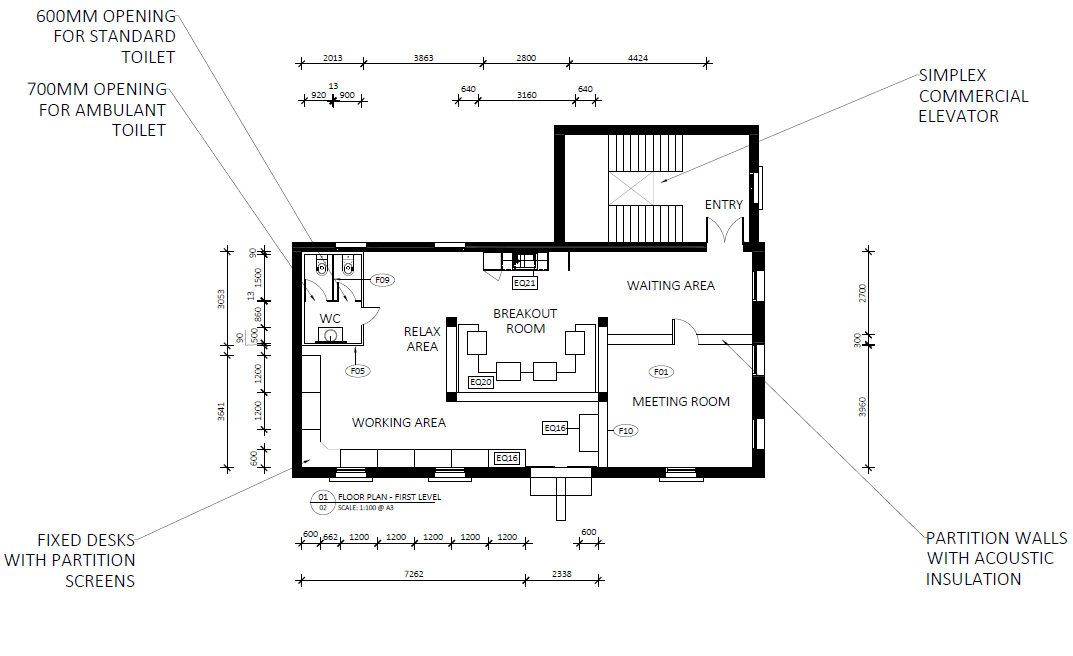 600MM OPENING
FOR STANDARD
TOILET
700MM OPENING
FOR AMBULANT
TOILET
SIMPLEX
COMMERCIAL
ELEVATOR
2013 3863 2800 4424
13
920 900 640 3160 640
ENTRY
90
1500
13
860
500
90
1200
1200
600
3053
3641
F09
EQ21
WAITING AREA
WC
RELAX
AREA
BREAKOUT
ROOM
F05
EQ20
F01
MEETING ROOM
WORKING AREA
EQ16
F10
EQ16
2700
300
3960
01 FLOOR PLAN - FIRST LEVEL
02 SCALE: 1:100 @ A3
600 662 1200 1200 1200 1200 1200 600
7262 2338
FIXED DESKS
WITH PARTITION
SCREENS
PARTITION WALLS
WITH ACOUSTIC
INSULATION